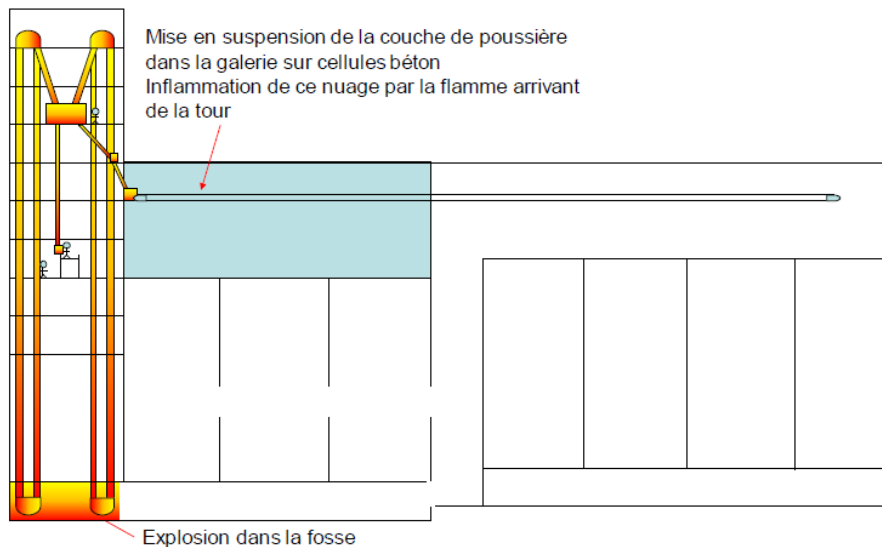 Mise en suspension de la couche de poussière
dans la galerie sur cellules béton
Inflammation de ce nuage par la flamme arrivant
de la tour
Explosion dans la fosse